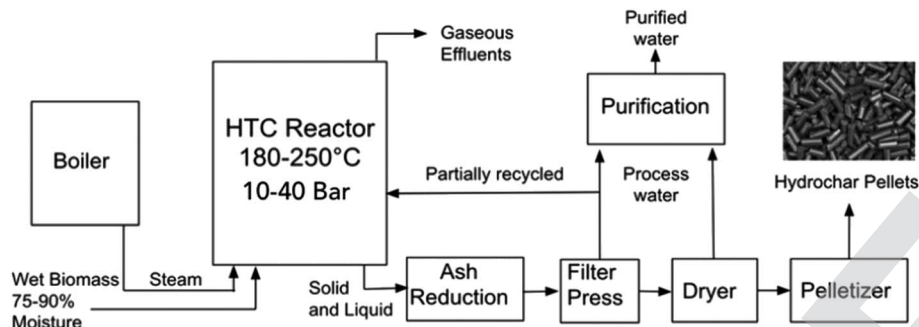 Gaseous
Effluents
Purified
water
Boiler
HTC Reactor
180-250°C
10-40 Bar
Purification
Partially recycled
Process
water
Hydrochar Pellets
Wet Biomass
75-90%
Moisture
Steam
Solid
and Liquid
Ash
Reduction
Filter
Press
Dryer
Pelletizer